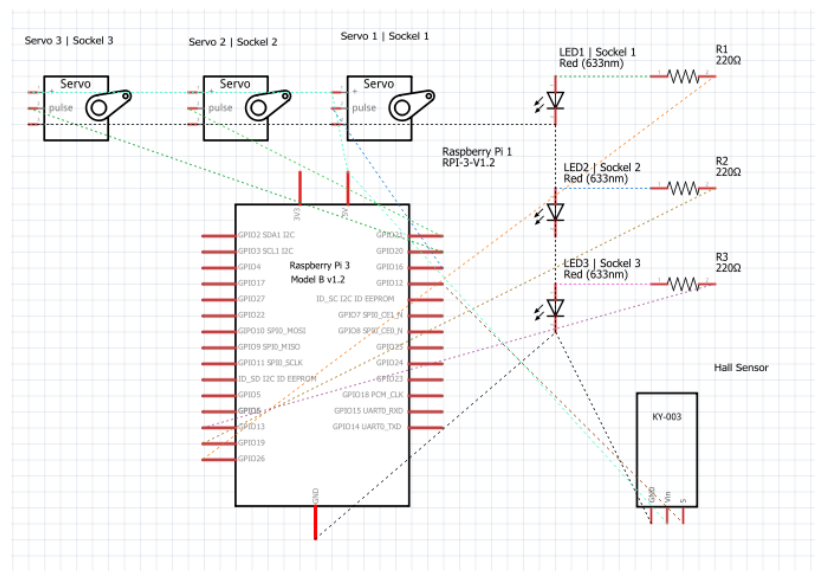 Servo 3 | Sockel 3
Servo 2 | Sockel 2
Servo 1 | Sockel 1
LED1 | Sockel 1
Red (633nm)
R1
220Ω
Servo
+
pulse
-
Servo
+
pulse
-
Servo
+
pulse
-
Raspberry Pi 1
RPI-3-V1.2
LED2 | Sockel 2
Red (633nm)
R2
220Ω
LED3 | Sockel 3
Red (633nm)
R3
220Ω
3V3
5V
Raspberry Pi 3
Model B v1.2
GPIO2 SDA1 I2C
GPIO3 SCL1 I2C
GPIO4
GPIO17
GPIO27
GPIO22
GPIO10 SPI0_MOSI
GPIO9 SPI0_MISO
GPIO11 SPI0_SCLK
ID_SD I2C ID EEPROM
GPIO5
GPIO6
GPIO13
GPIO19
GPIO26
GPIO21
GPIO20
GPIO16
GPIO12
ID_SC I2C ID EEPROM
GPIO7 SPI0_CE1_N
GPIO8 SPI0_CE0_N
GPIO25
GPIO24
GPIO23
GPIO18 PCM_CLK
GPIO15 UART0_RXD
GPIO14 UART0_TXD
GND
Hall Sensor
KY-003
GND
Vin
S